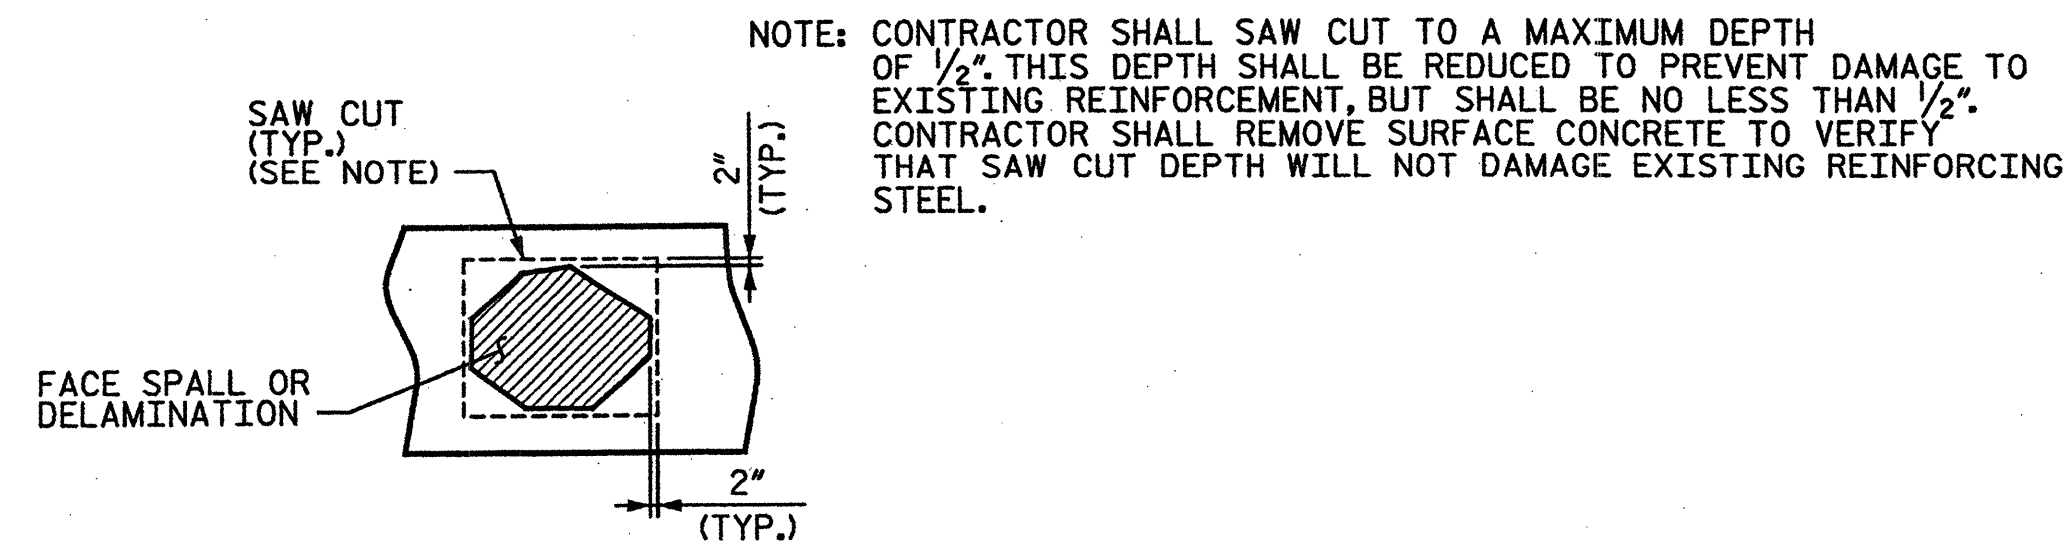 NOTE: CONTRACTOR SHALL SAW CUT TO A MAXIMUM DEPTH
OF 1/2". THIS DEPTH SHALL BE REDUCED TO PREVENT DAMAGE TO
EXISTING REINFORCEMENT, BUT SHALL BE NO LESS THAN 1/2".
CONTRACTOR SHALL REMOVE SURFACE CONCRETE TO VERIFY
THAT SAW CUT DEPTH WILL NOT DAMAGE EXISTING REINFORCING
STEEL.
SAW CUT
(TYP.)
(SEE NOTE)
2"
(TYP.)
FACE SPALL OR
DELAMINATION
2"
(TYP.)